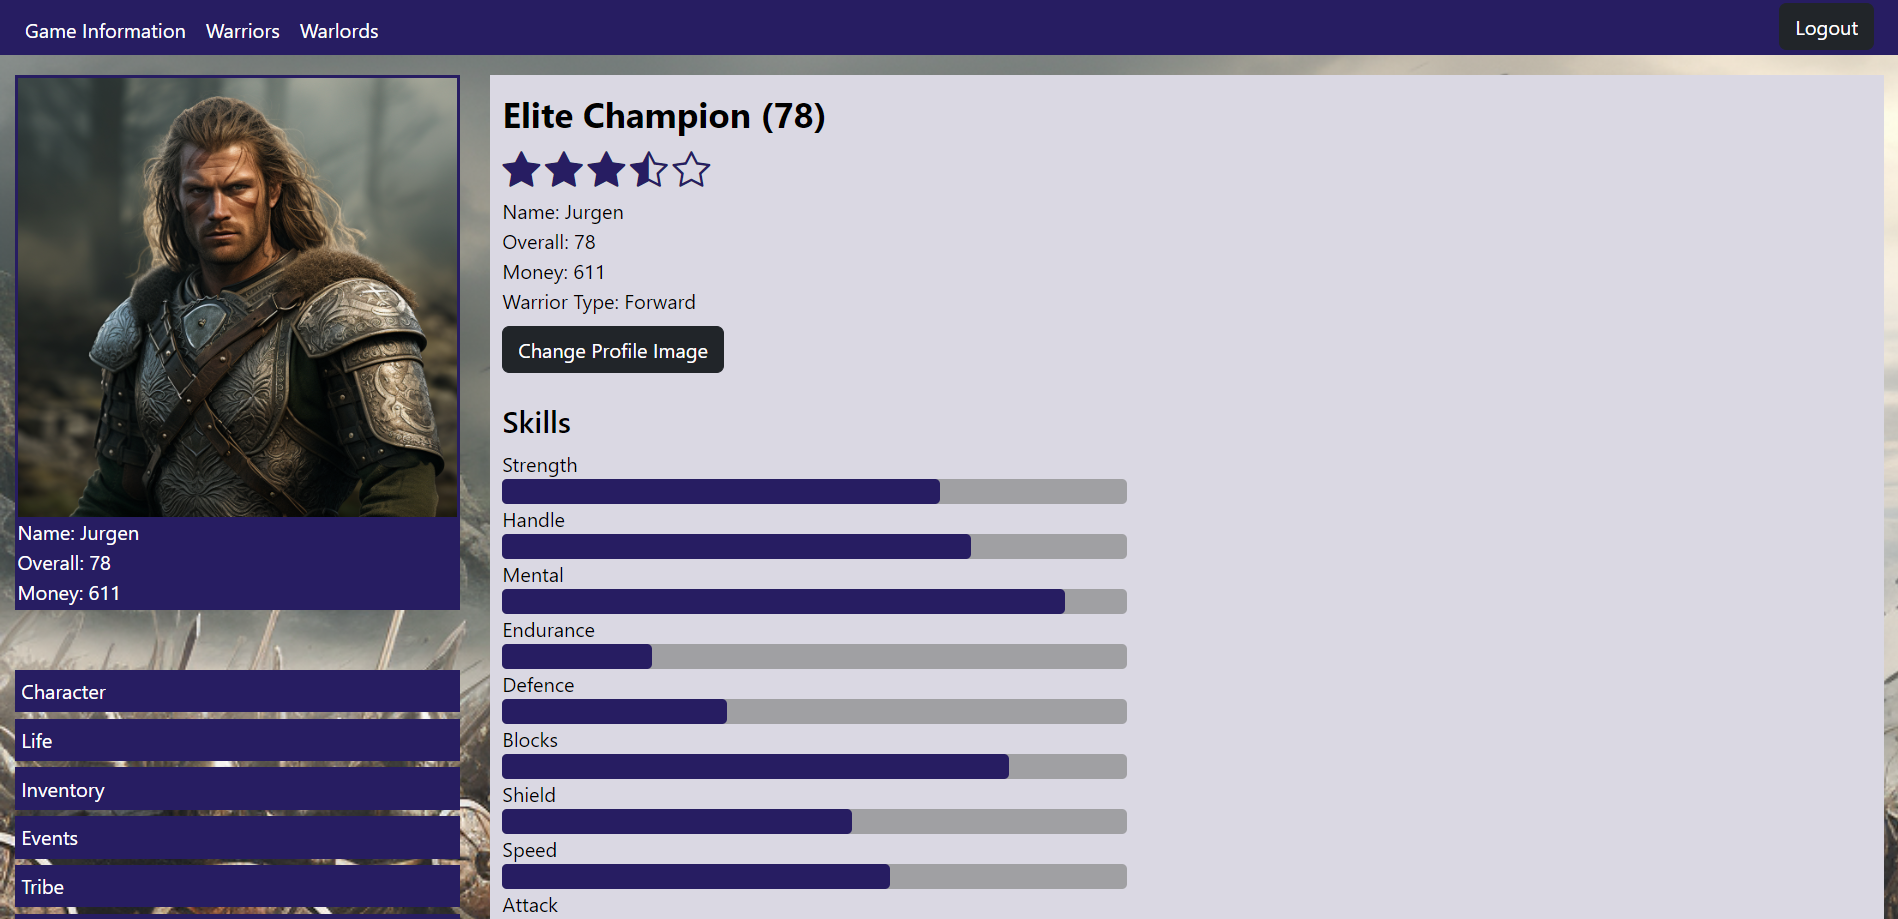 Game Information Warriors Warlords Logout
Name: Jurgen
Overall: 78
Money: 611
Character
Life
Inventory
Events
Tribe
Elite Champion (78)
Name: Jurgen
Overall: 78
Money: 611
Warrior Type: Forward
Change Profile Image
Skills
Strength
Handle
Mental
Endurance
Defence
Blocks
Shield
Speed
Attack